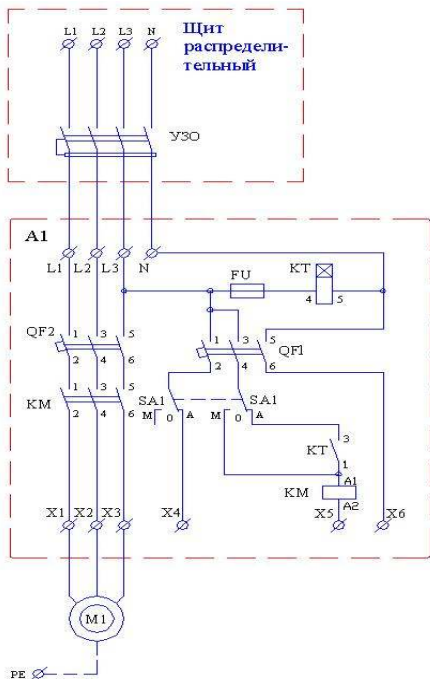 L1 L2 L3 N
Щит
распредели-
тельный
УЗО
A1
L1 L2 L3 N
FU KT
4 5
QF2 1 3 5
2 4 6
1 3 5 QF1
2 4 6
KM 1 3 5
2 4 6
SA1 SA1
M 0 A M 0 A
KT 3
1
KM A1
A2
X1 X2 X3 X4 X5 X6
M1
PE